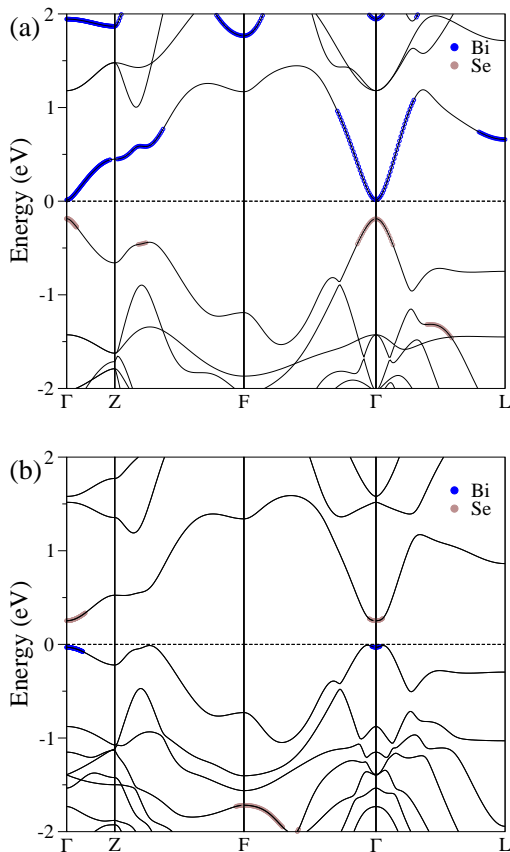 (a)
2
Bi
Se
1
Energy (eV)
0
-1
-2
Γ Z F Γ L
(b)
2
Bi
Se
1
Energy (eV)
0
-1
-2
Γ Z F Γ L